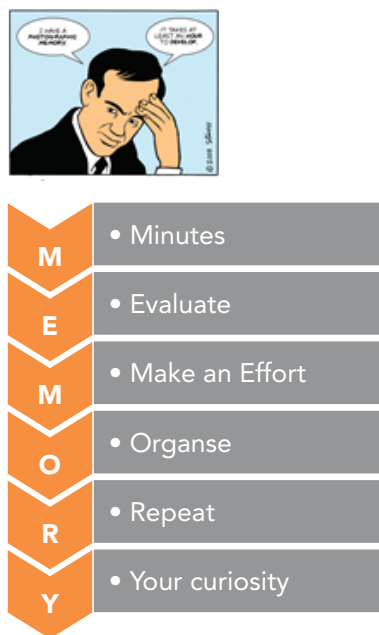 I HAVE A
PHOTOGRAPHIC
MEMORY.
IT TAKES AT
LEAST AN HOUR
TO DEVELOP.
© 2008
M
• Minutes
E
• Evaluate
M
• Make an Effort
O
• Organse
R
• Repeat
Y
• Your curiosity